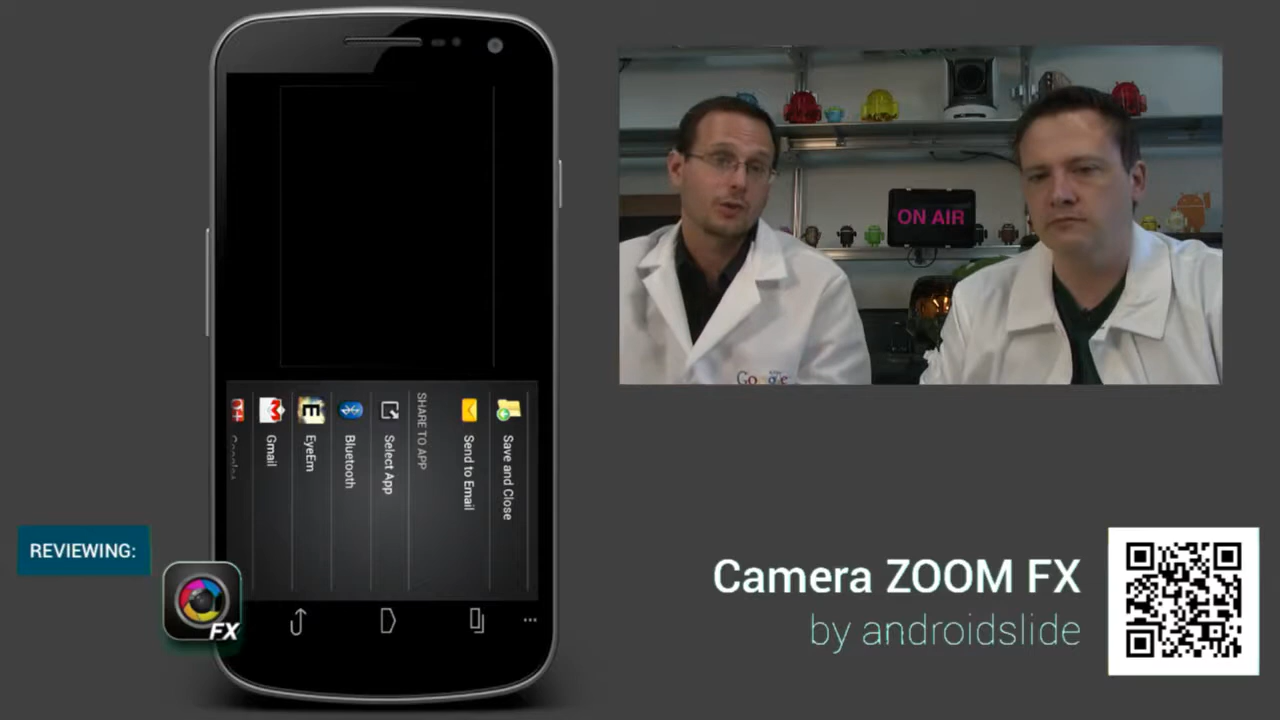 Save and Close
Send to Email
SHARE TO APP
Select App
Bluetooth
EyeEm
Gmail
ON AIR
Google
REVIEWING:
FX
Camera ZOOM FX
by androidslide